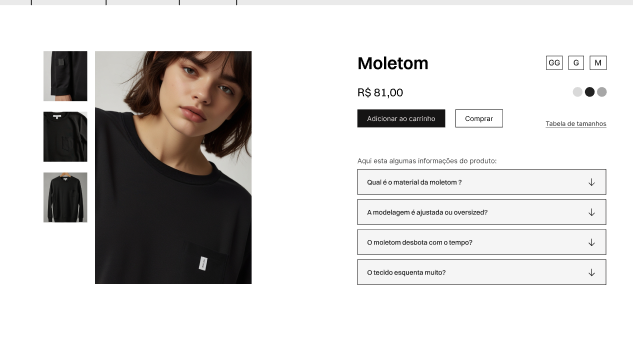 Moletom
GG G M
R$ 81,00
Adicionar ao carrinho
Comprar
Tabela de tamanhos
Aqui esta algumas informações do produto:
Qual é o material da moletom ?
A modelagem é ajustada ou oversized?
O moletom desbota com o tempo?
O tecido esquenta muito?